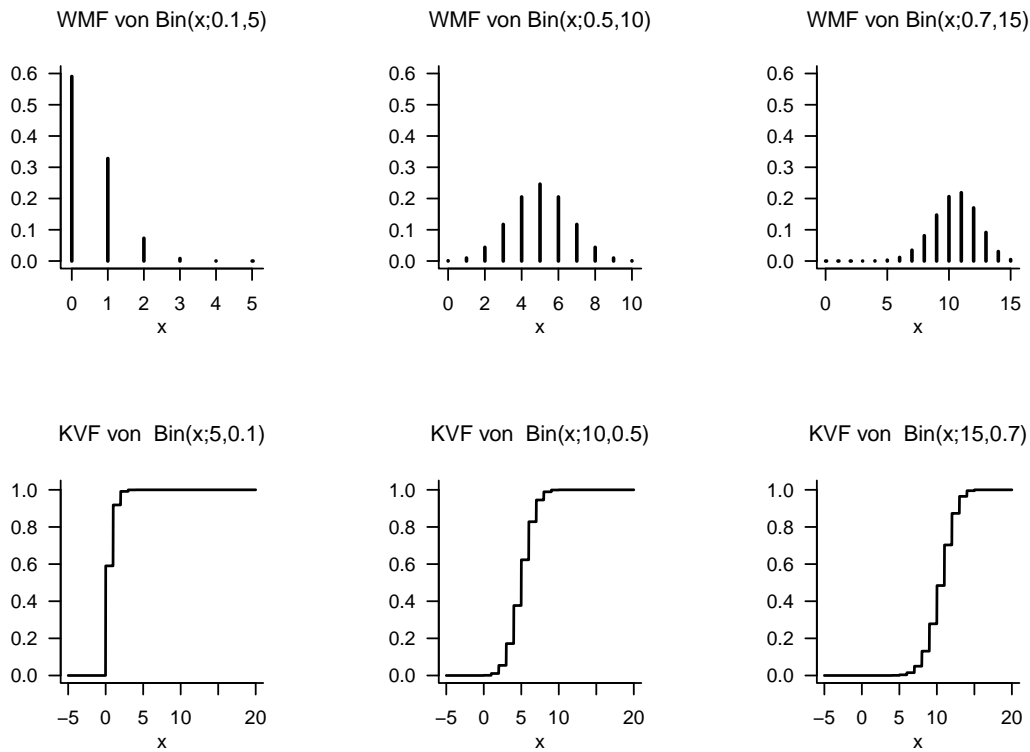 WMF von Bin(x;0.1,5)
0.6
0.5
0.4
0.3
0.2
0.1
0.0
0 1 2 3 4 5
x
WMF von Bin(x;0.5,10)
0.6
0.5
0.4
0.3
0.2
0.1
0.0
0 2 4 6 8 10
x
WMF von Bin(x;0.7,15)
0.6
0.5
0.4
0.3
0.2
0.1
0.0
0 5 10 15
x
KVF von Bin(x;5,0.1)
1.0
0.8
0.6
0.4
0.2
0.0
−5 0 5 10 20
x
KVF von Bin(x;10,0.5)
1.0
0.8
0.6
0.4
0.2
0.0
−5 0 5 10 20
x
KVF von Bin(x;15,0.7)
1.0
0.8
0.6
0.4
0.2
0.0
−5 0 5 10 20
x